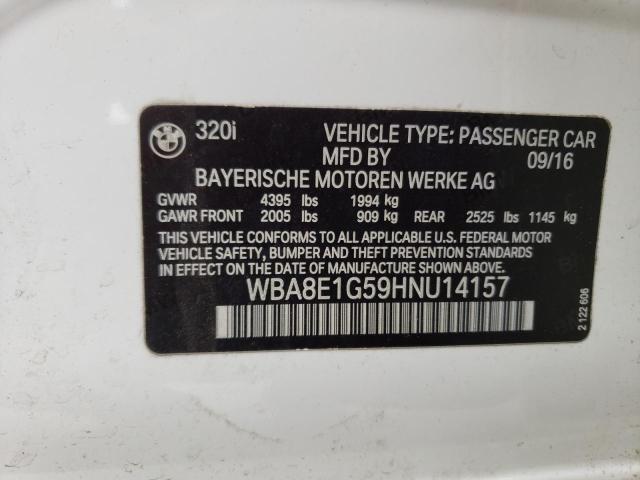 320i VEHICLE TYPE: PASSENGER CAR
MFD BY 09/16
BAYERISCHE MOTOREN WERKE AG
GVWR 4395 lbs 1994 kg
GAWR FRONT 2005 lbs 909 kg REAR 2525 lbs 1145 kg
THIS VEHICLE CONFORMS TO ALL APPLICABLE U.S. FEDERAL MOTOR
VEHICLE SAFETY, BUMPER AND THEFT PREVENTION STANDARDS
IN EFFECT ON THE DATE OF MANUFACTURE SHOWN ABOVE.
WBA8E1G59HNU14157
2 122 606